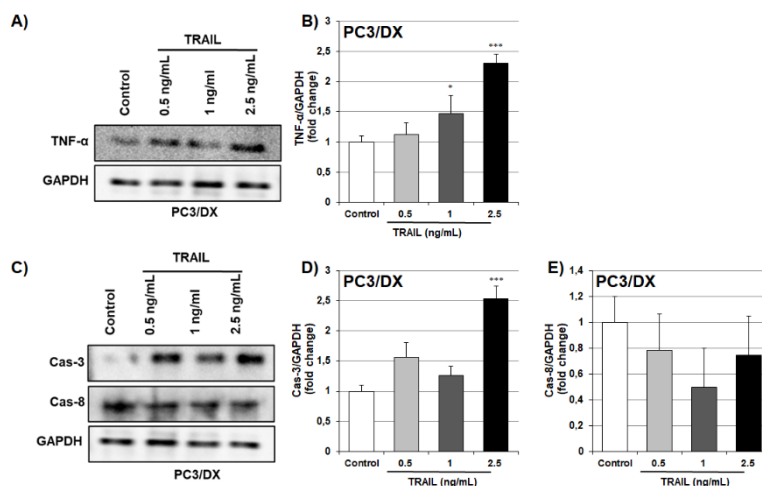 A)
TRAIL
Control
0.5 ng/mL
1 ng/ml
2.5 ng/mL
TNF-α
GAPDH
PC3/DX
B)
PC3/DX
TNF-α/GAPDH
(fold change)
3
2,5
2
1,5
1
0,5
0
*
***
Control
0.5
1
2.5
TRAIL (ng/mL)
C)
TRAIL
Control
0.5 ng/mL
1 ng/ml
2.5 ng/mL
Cas-3
Cas-8
GAPDH
PC3/DX
D)
PC3/DX
Cas-3/GAPDH
(fold change)
3
2,5
2
1,5
1
0,5
0
***
Control
0.5
1
2.5
TRAIL (ng/mL)
E)
PC3/DX
Cas-8/GAPDH
(fold change)
1,4
1,2
1
0,8
0,6
0,4
0,2
0
Control
0.5
1
2.5
TRAIL (ng/mL)